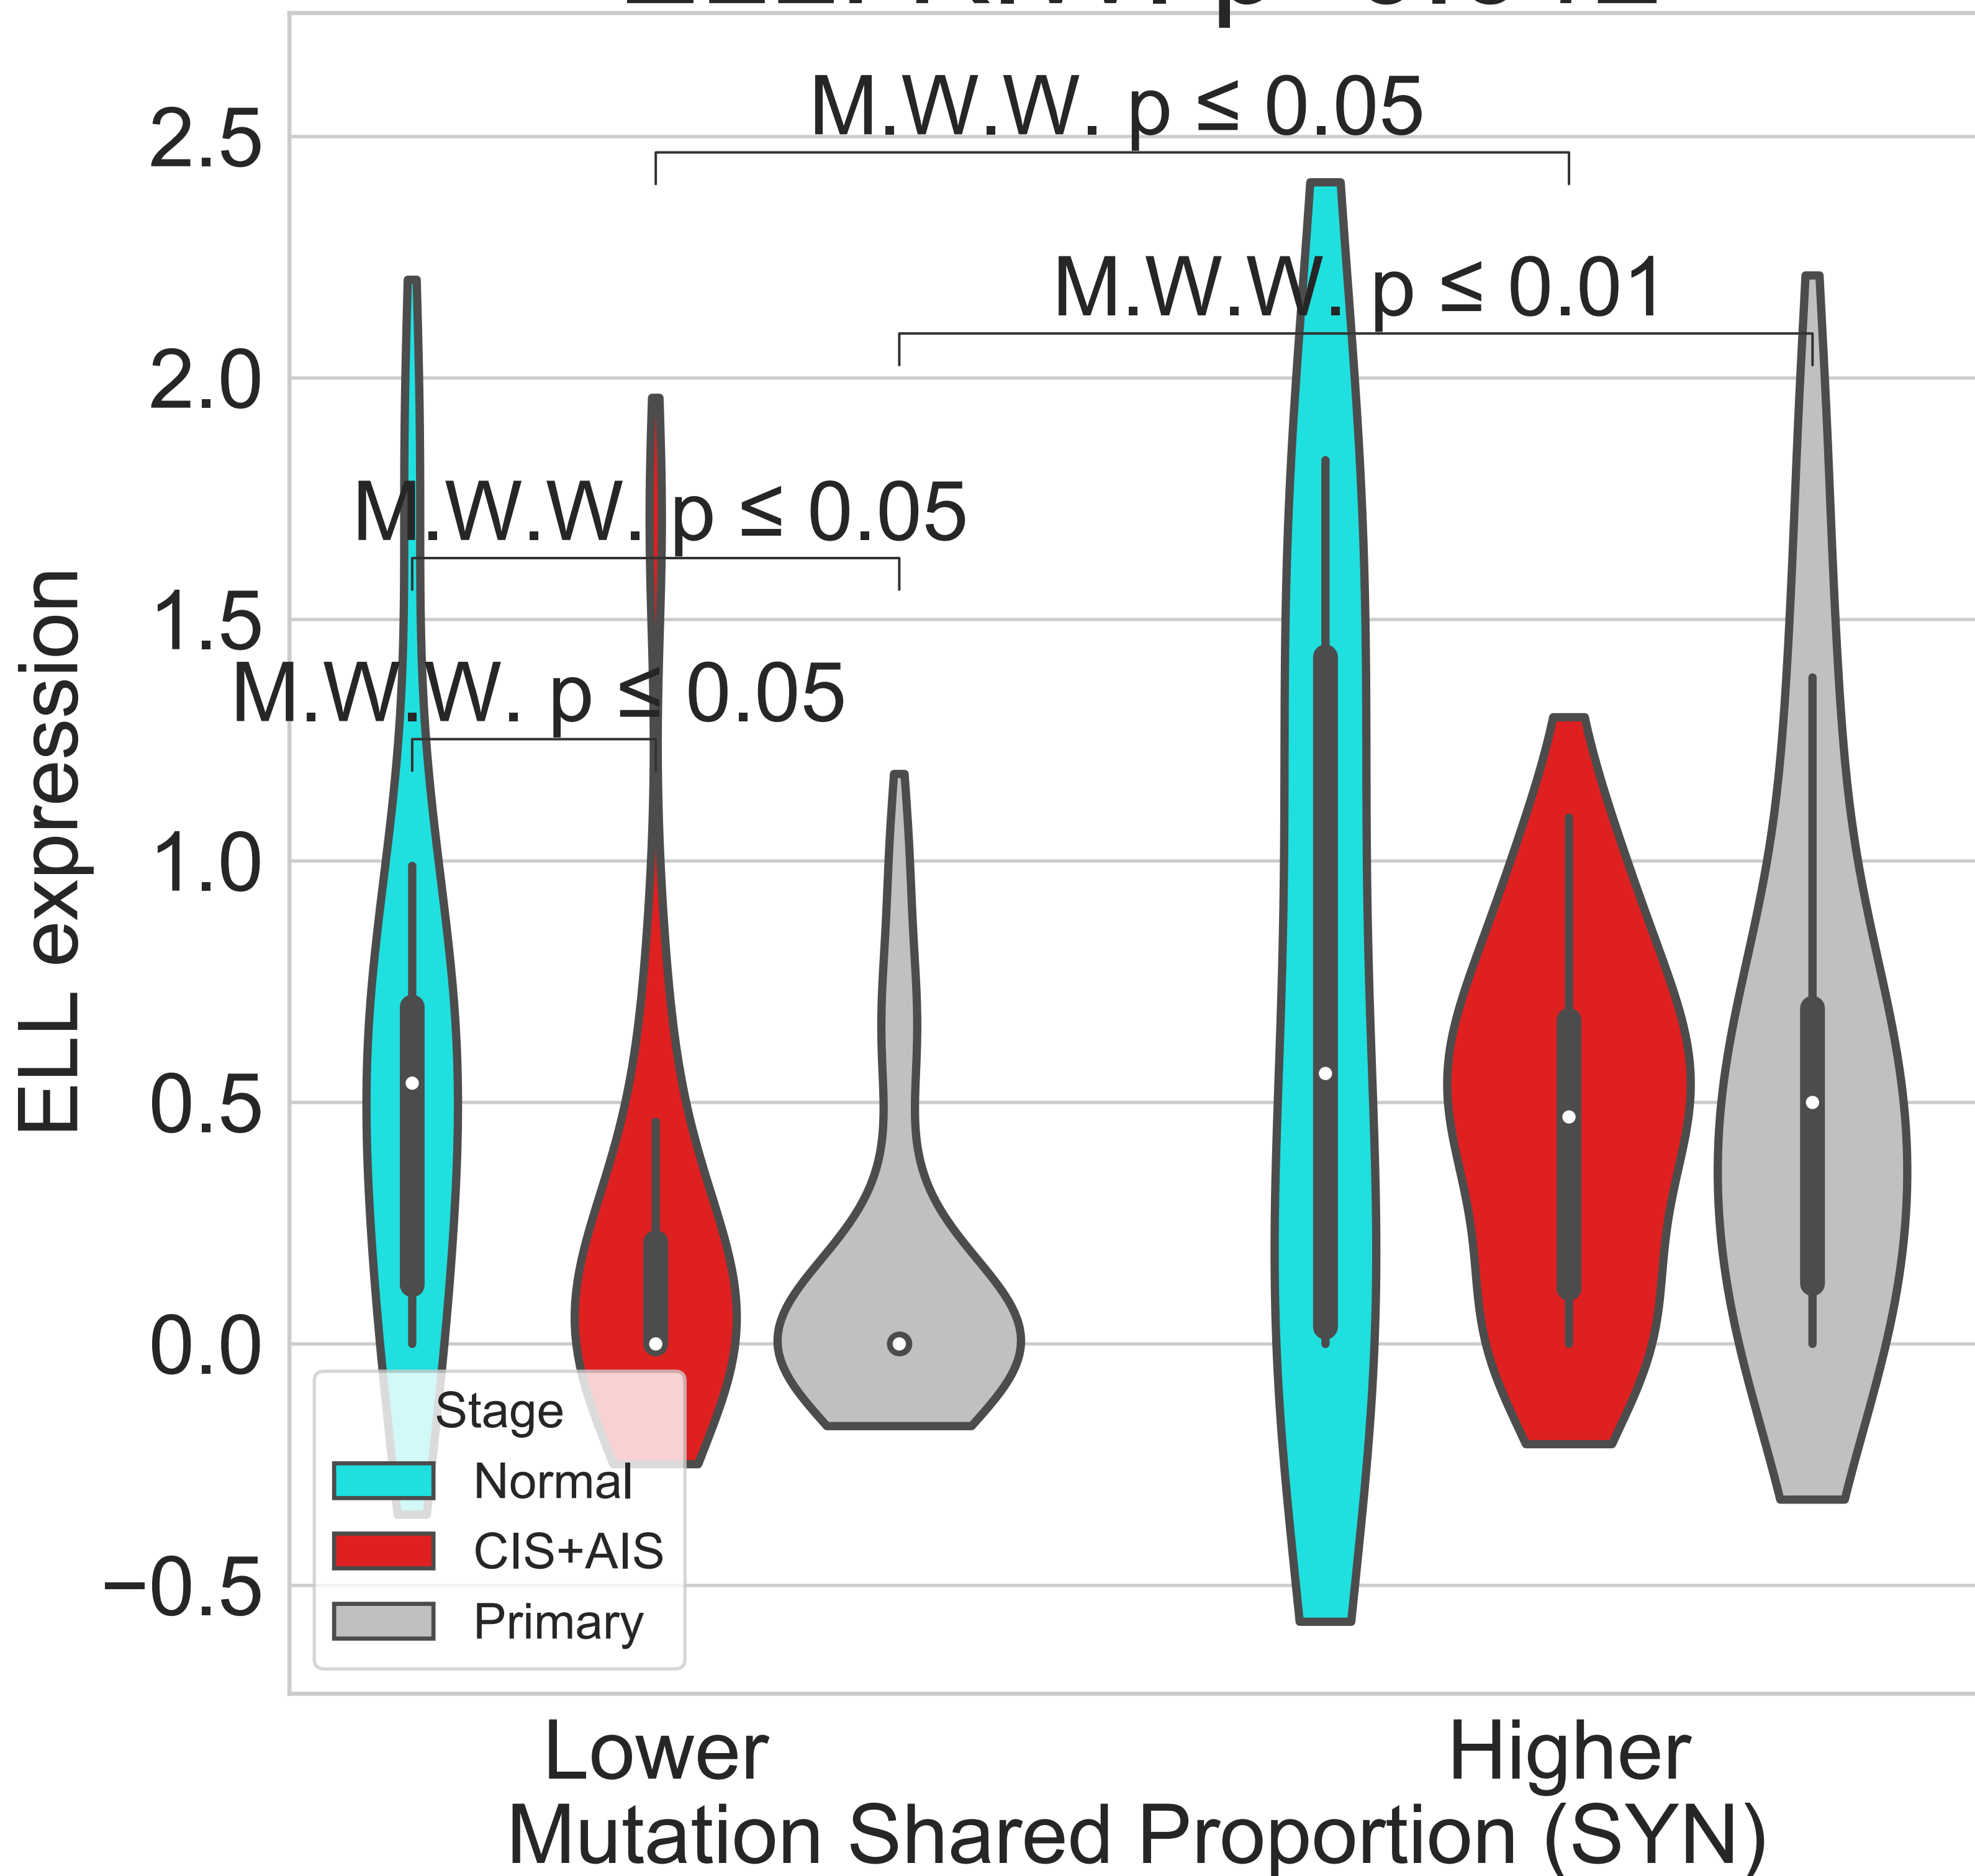 M.W.W. p ≤ 0.05
2.5
M.W.W. p ≤ 0.01
2.0
M.W.W. p ≤ 0.05
1.5
M.W.W. p ≤ 0.05
1.0
0.5
0.0
−0.5
ELL expression
Stage
Normal
CIS+AIS
Primary
Lower
Higher
Mutation Shared Proportion (SYN)